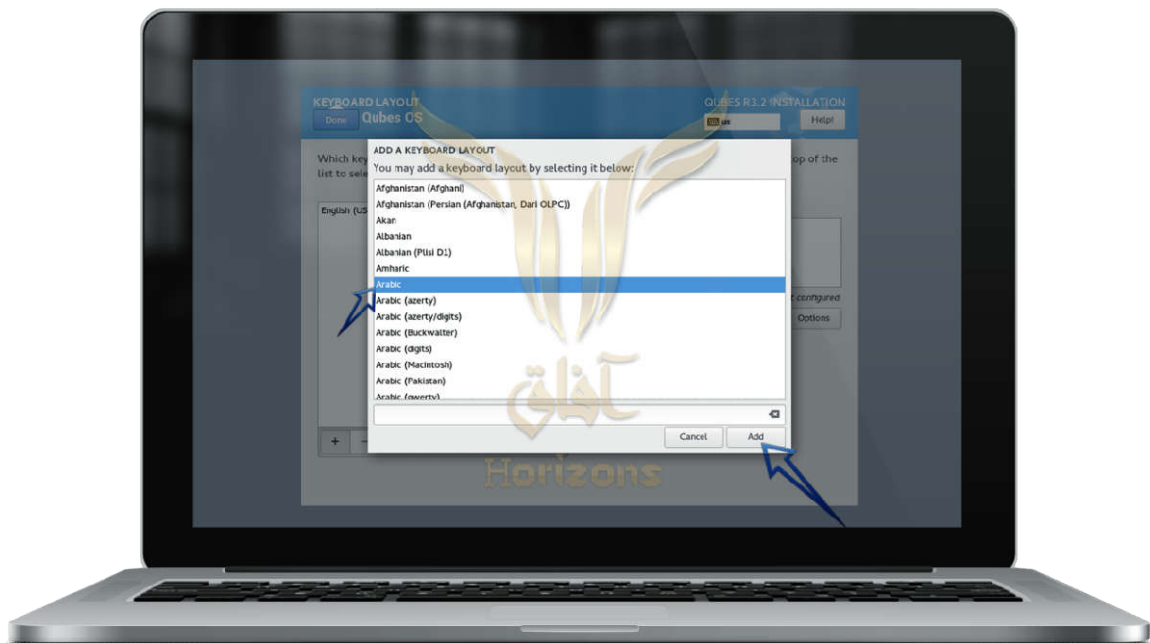 KEYBOARD LAYOUT
QUBES R3.2 INSTALLATION
Done
Qubes OS
us
Help!
Which key
op of the
list to sele
English (US
ADD A KEYBOARD LAYOUT
You may add a keyboard layout by selecting it below:
Afghanistan (Afghani)
Afghanistan (Persian (Afghanistan, Dari OLPC))
Akan
Albanian
Albanian (Plisi D1)
Amharic
Arabic
Arabic (azerty)
Arabic (azerty/digits)
Arabic (Buckwalter)
Arabic (digits)
Arabic (Macintosh)
Arabic (Pakistan)
Arabic (qwerty)
t configured
Options
+ -
Cancel
Add
آفاق
Horizons